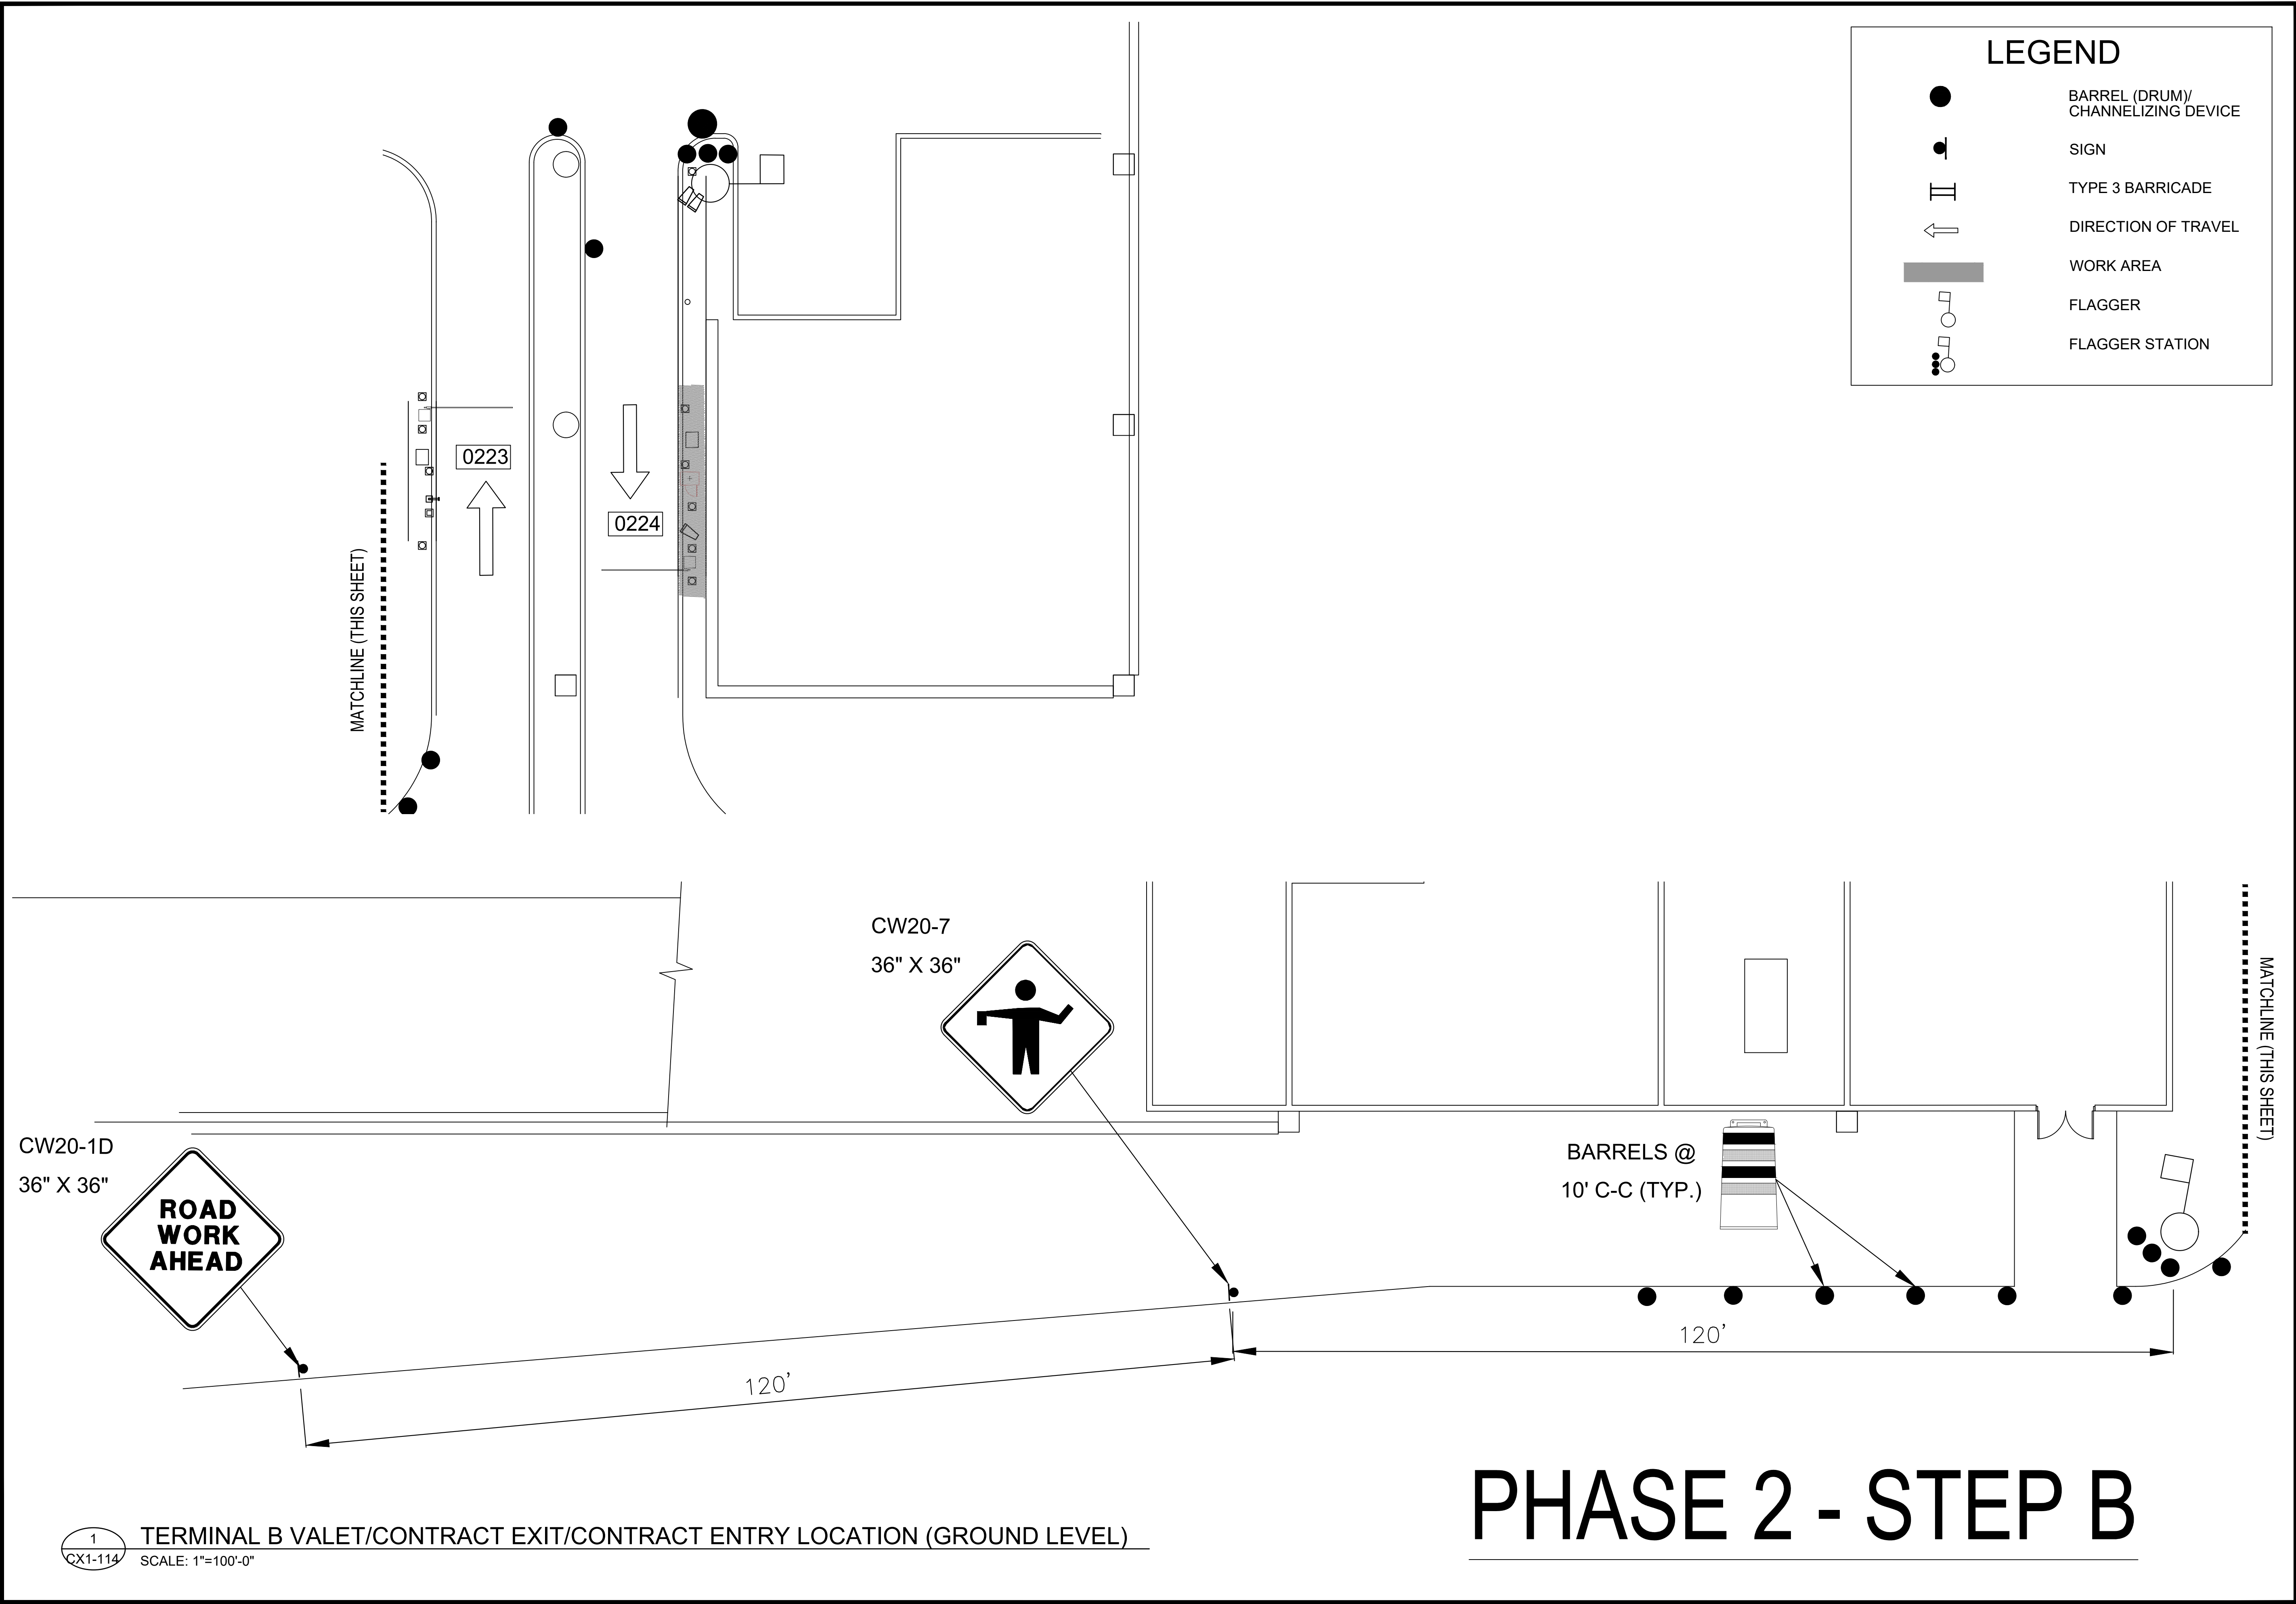 LEGEND
BARREL (DRUM)/
CHANNELIZING DEVICE
SIGN
TYPE 3 BARRICADE
DIRECTION OF TRAVEL
WORK AREA
FLAGGER
FLAGGER STATION
0223
0224
MATCHLINE (THIS SHEET)
CW20-7
36" X 36"
MATCHLINE (THIS SHEET)
CW20-1D
36" X 36"
ROAD
WORK
AHEAD
BARRELS @
10' C-C (TYP.)
120'
120'
PHASE 2 - STEP B
1
CX1-114
TERMINAL B VALET/CONTRACT EXIT/CONTRACT ENTRY LOCATION (GROUND LEVEL)
SCALE: 1"=100'-0"